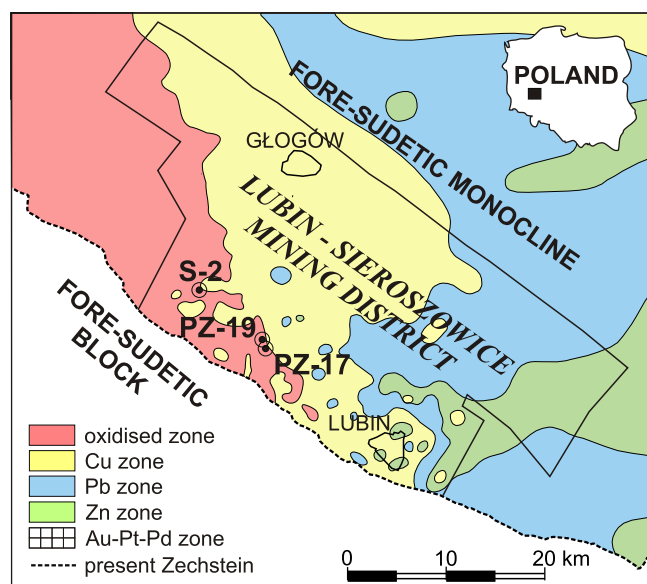 POLAND
FORE-SUDETIC MONOCLINE
GŁOGÓW
LUBIN - SIEROSZOWICE
MINING DISTRICT
S-2
FORE-SUDETIC
BLOCK
PZ-19
PZ-17
LUBIN
oxidised zone
Cu zone
Pb zone
Zn zone
Au-Pt-Pd zone
present Zechstein
0 10 20 km